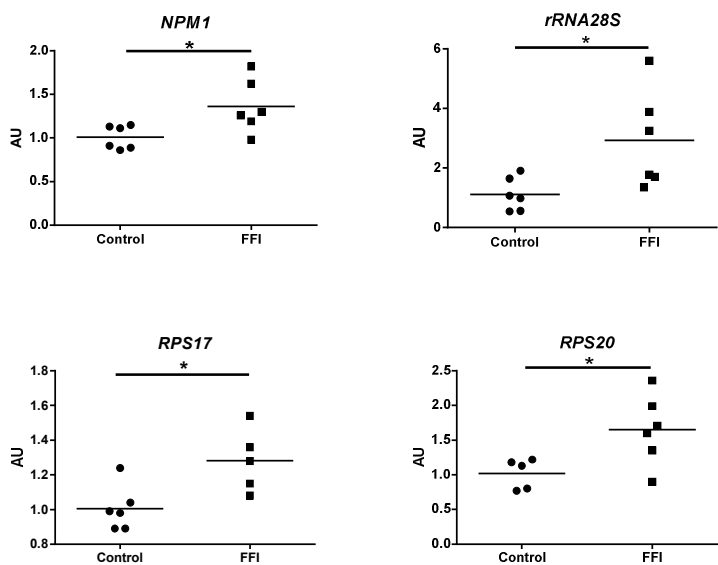 NPM1
*
2.0
1.5
1.0
0.5
0.0
AU
Control FFI
rRNA28S
*
6
4
2
0
AU
Control FFI
RPS17
*
1.8
1.6
1.4
1.2
1.0
0.8
AU
Control FFI
RPS20
*
2.5
2.0
1.5
1.0
0.5
0.0
AU
Control FFI